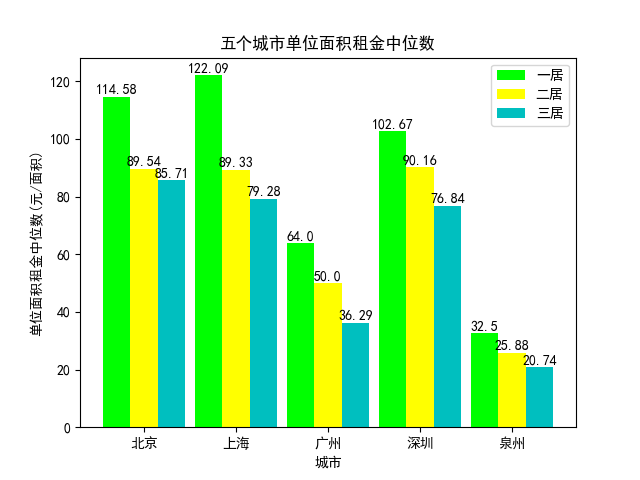 五个城市单位面积租金中位数
一居
二居
三居
单位面积租金中位数(元/面积)
120
100
80
60
40
20
0
114.58
89.54
85.71
122.09
89.33
79.28
64.0
50.0
36.29
102.67
90.16
76.84
32.5
25.88
20.74
北京
上海
广州
深圳
泉州
城市